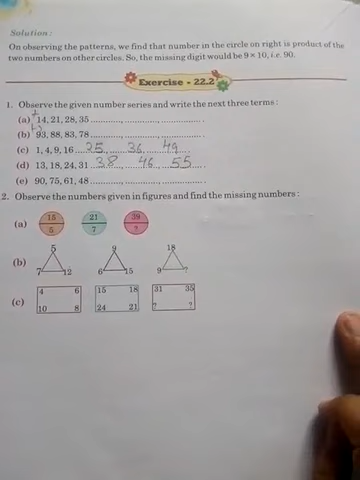 Solution:
On observing the patterns, we find that number in the circle on right is product of the
two numbers on other circles. So, the missing digit would be 9 × 10, i.e. 90.
Exercise - 22.2
1. Observe the given number series and write the next three terms:
(a) 14, 21, 28, 35 ............, ............, ............
(b) 93, 88, 83, 78 ............, ............, ............
(c) 1, 4, 9, 16 ....25...., ....36...., ....49....
(d) 13, 18, 24, 31 ....38...., ....46...., ....55....
(e) 90, 75, 61, 48 ............, ............, ............
2. Observe the numbers given in figures and find the missing numbers:
(a) 15 21 39
5 7 ?
(b) 5 9 18
7 12 6 15 9 ?
(c) 4 6 15 18 31 35
10 8 24 21 ? ?